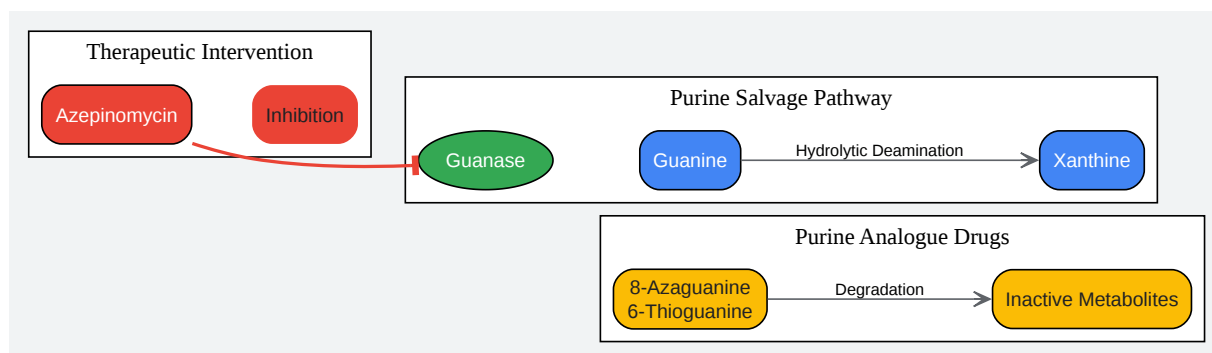 Therapeutic Intervention
Azepinomycin
Inhibition
Purine Salvage Pathway
Guanase
Guanine
Hydrolytic Deamination
Xanthine
Purine Analogue Drugs
8-Azaguanine
6-Thioguanine
Degradation
Inactive Metabolites